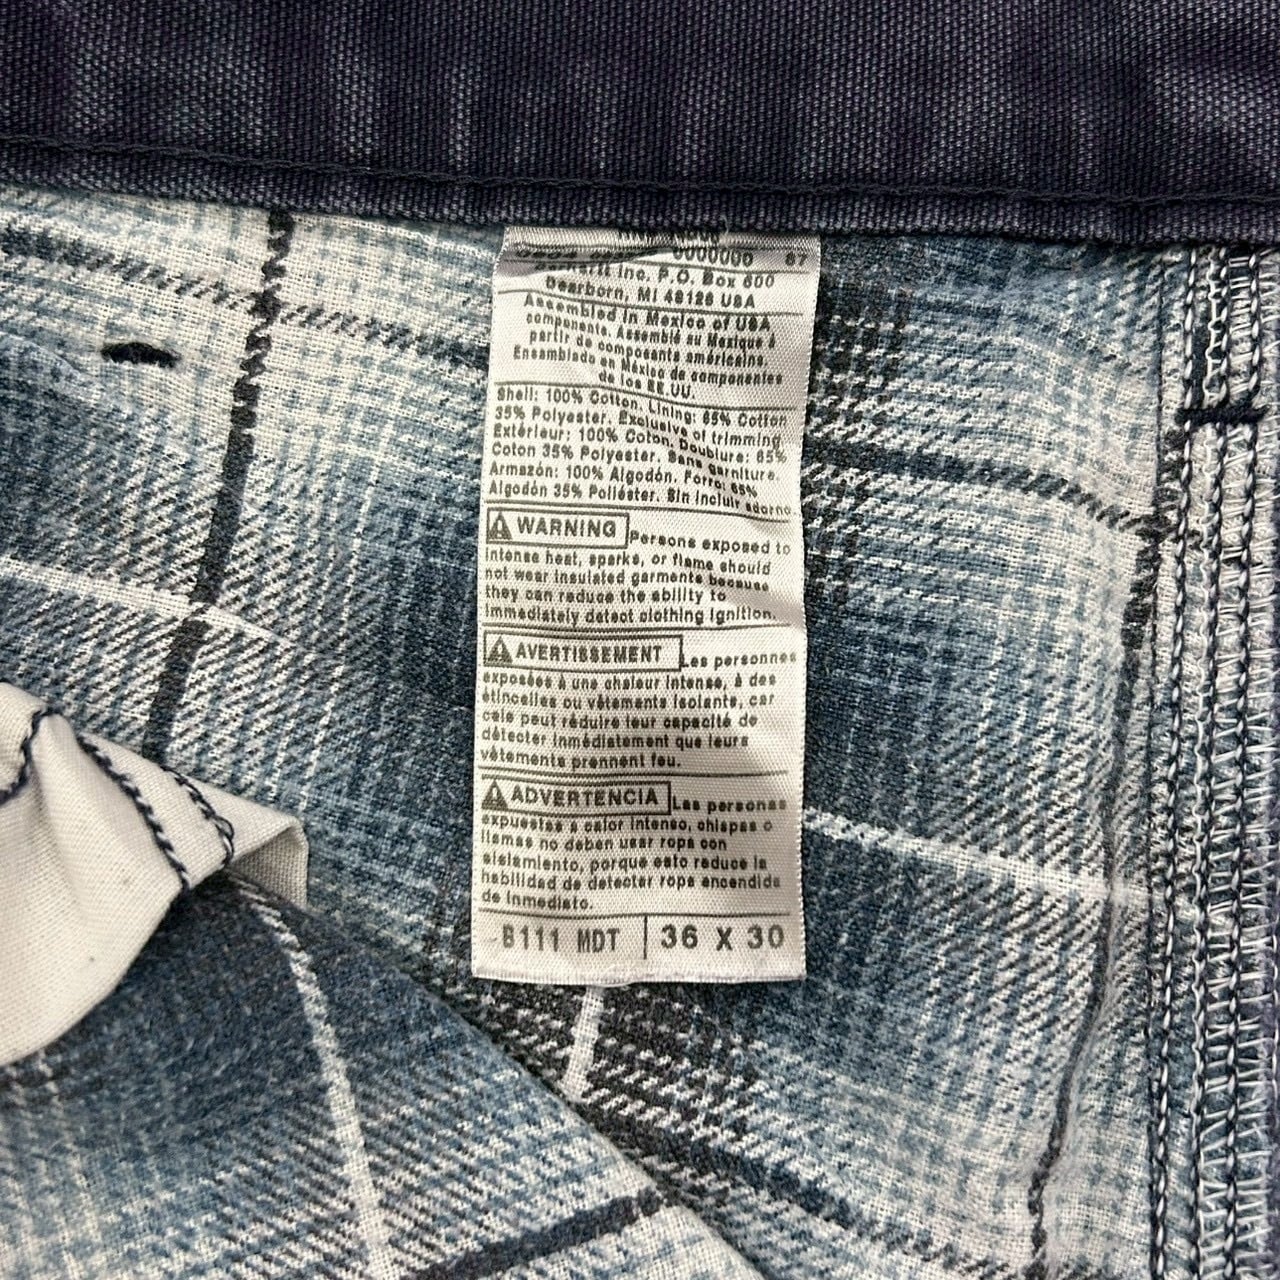 0000000 87
Inc. P.O. Box 600
Dearborn, MI 48128 USA
Assembled in Mexico of USA
components. Assemblé au Mexique à
partir de composants américains.
Ensamblado en México de componentes
de los EE.UU.
Shell: 100% Cotton. Lining: 65% Cotton
35% Polyester. Exclusive of trimming
Extérieur: 100% Coton. Doublure: 65%
Coton 35% Polyester. Sans garniture.
Armazón: 100% Algodón. Forro: 65%
Algodón 35% Poliéster. Sin incluir adorno
WARNING Persons exposed to
intense heat, sparks, or flame should
not wear insulated garments because
they can reduce the ability to
immediately detect clothing ignition.
AVERTISSEMENT Les personnes
exposées à une chaleur intense, à des
étincelles ou vêtements isolants, car
cela peut réduire leur capacité de
détecter immédiatement que leurs
vêtements prennent feu.
ADVERTENCIA Las personas
expuestas a calor intenso, chispas o
llamas no deben usar ropa con
aislamiento, porque esto reduce la
habilidad de detectar ropa encendida
de inmediato.
B111 MDT 36 X 30